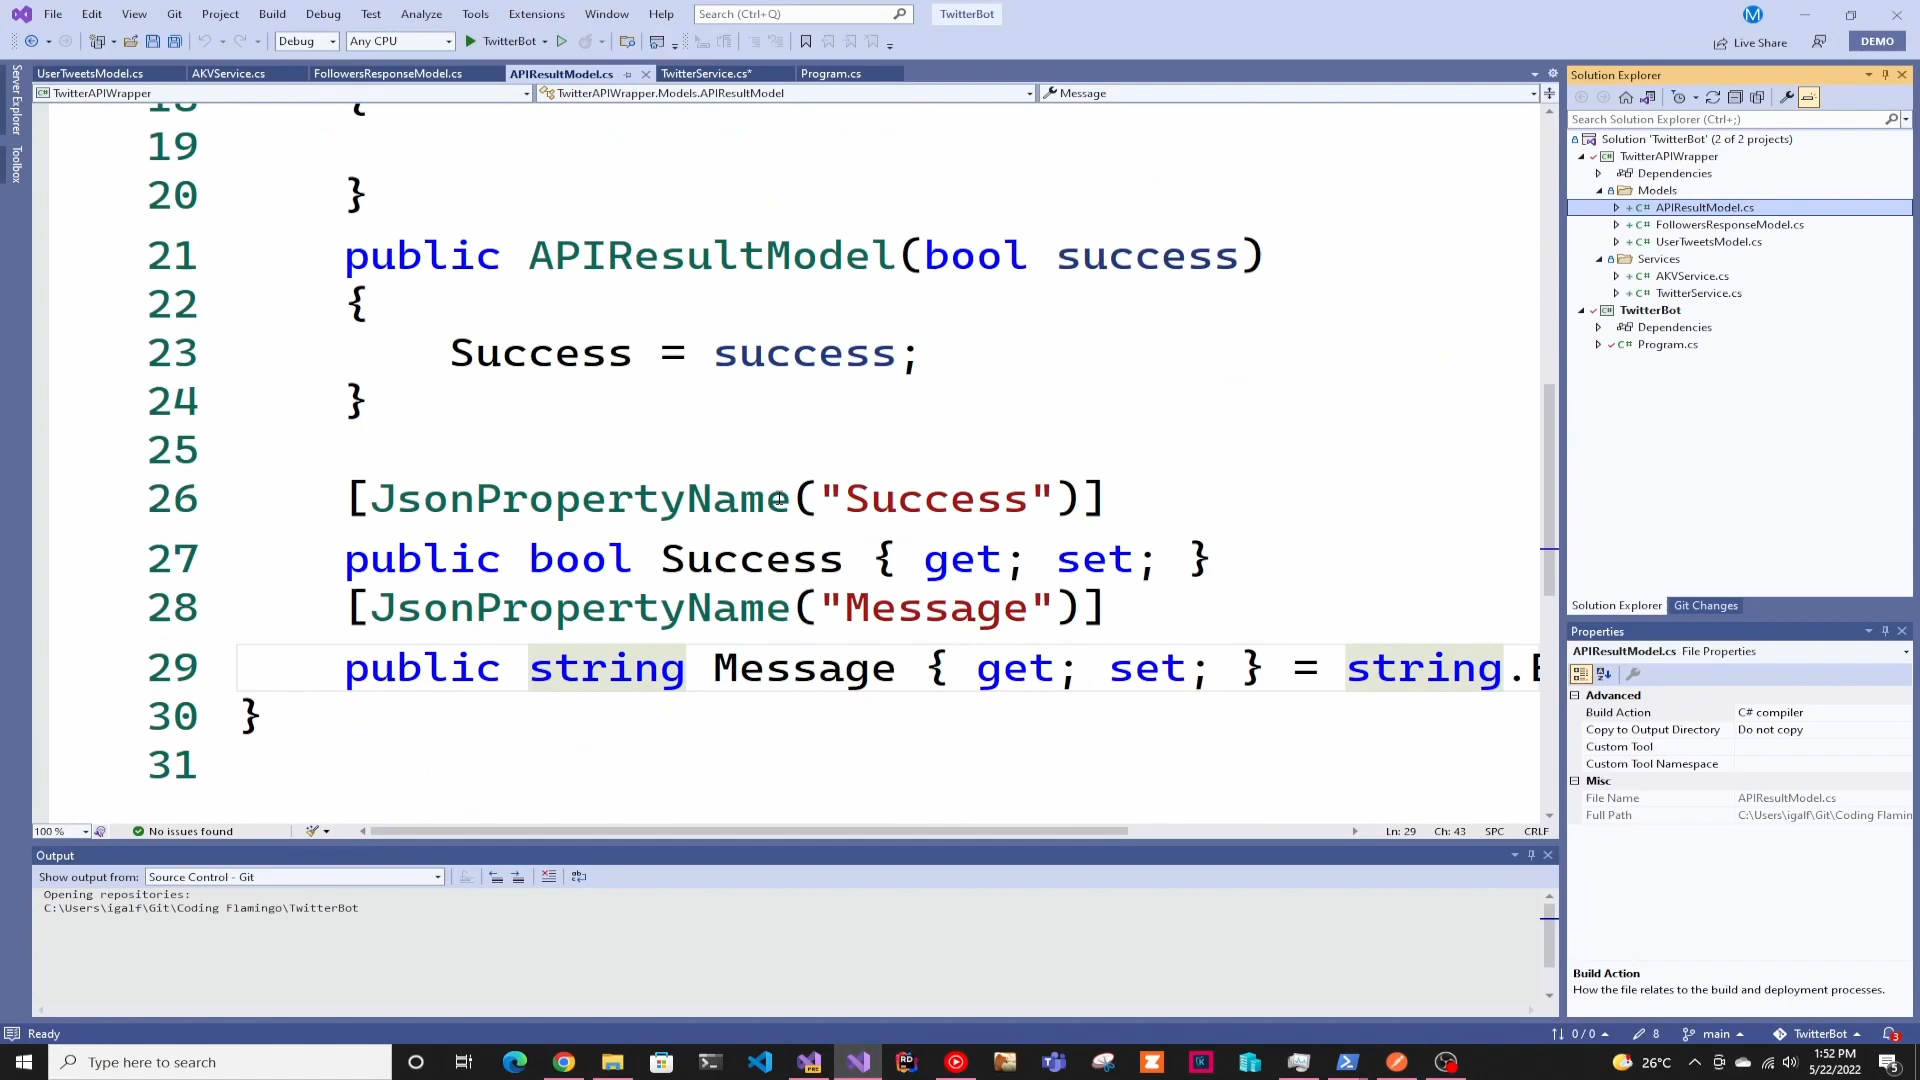 File Edit View Git Project Build Debug Test Analyze Tools Extensions Window Help Search (Ctrl+Q) TwitterBot
Debug Any CPU TwitterBot Live Share DEMO
UserTweetsModel.cs AKVService.cs FollowersResponseModel.cs APIResultModel.cs TwitterService.cs* Program.cs
TwitterAPIWrapper TwitterAPIWrapper.Models.APIResultModel Message
18 {
19
20 }
21 public APIResultModel(bool success)
22 {
23 Success = success;
24 }
25
26 [JsonPropertyName("Success")]
27 public bool Success { get; set; }
28 [JsonPropertyName("Message")]
29 public string Message { get; set; } = string.
30 }
31
100 % No issues found Ln: 29 Ch: 43 SPC CRLF
Server Explorer
Toolbox
Output
Show output from: Source Control - Git
Opening repositories:
C:\Users\igalf\Git\Coding Flamingo\TwitterBot
Solution Explorer
Search Solution Explorer (Ctrl+;)
Solution 'TwitterBot' (2 of 2 projects)
TwitterAPIWrapper
Dependencies
Models
C# APIResultModel.cs
C# FollowersResponseModel.cs
C# UserTweetsModel.cs
Services
C# AKVService.cs
C# TwitterService.cs
TwitterBot
Dependencies
C# Program.cs
Solution Explorer Git Changes
Properties
APIResultModel.cs File Properties
Advanced
Build Action C# compiler
Copy to Output Directory Do not copy
Custom Tool
Custom Tool Namespace
Misc
File Name APIResultModel.cs
Full Path C:\Users\igalf\Git\Coding Flamin
Build Action
How the file relates to the build and deployment processes.
Ready 0 / 0 8 main TwitterBot 3
Type here to search 26°C 1:52 PM
5/22/2022 5